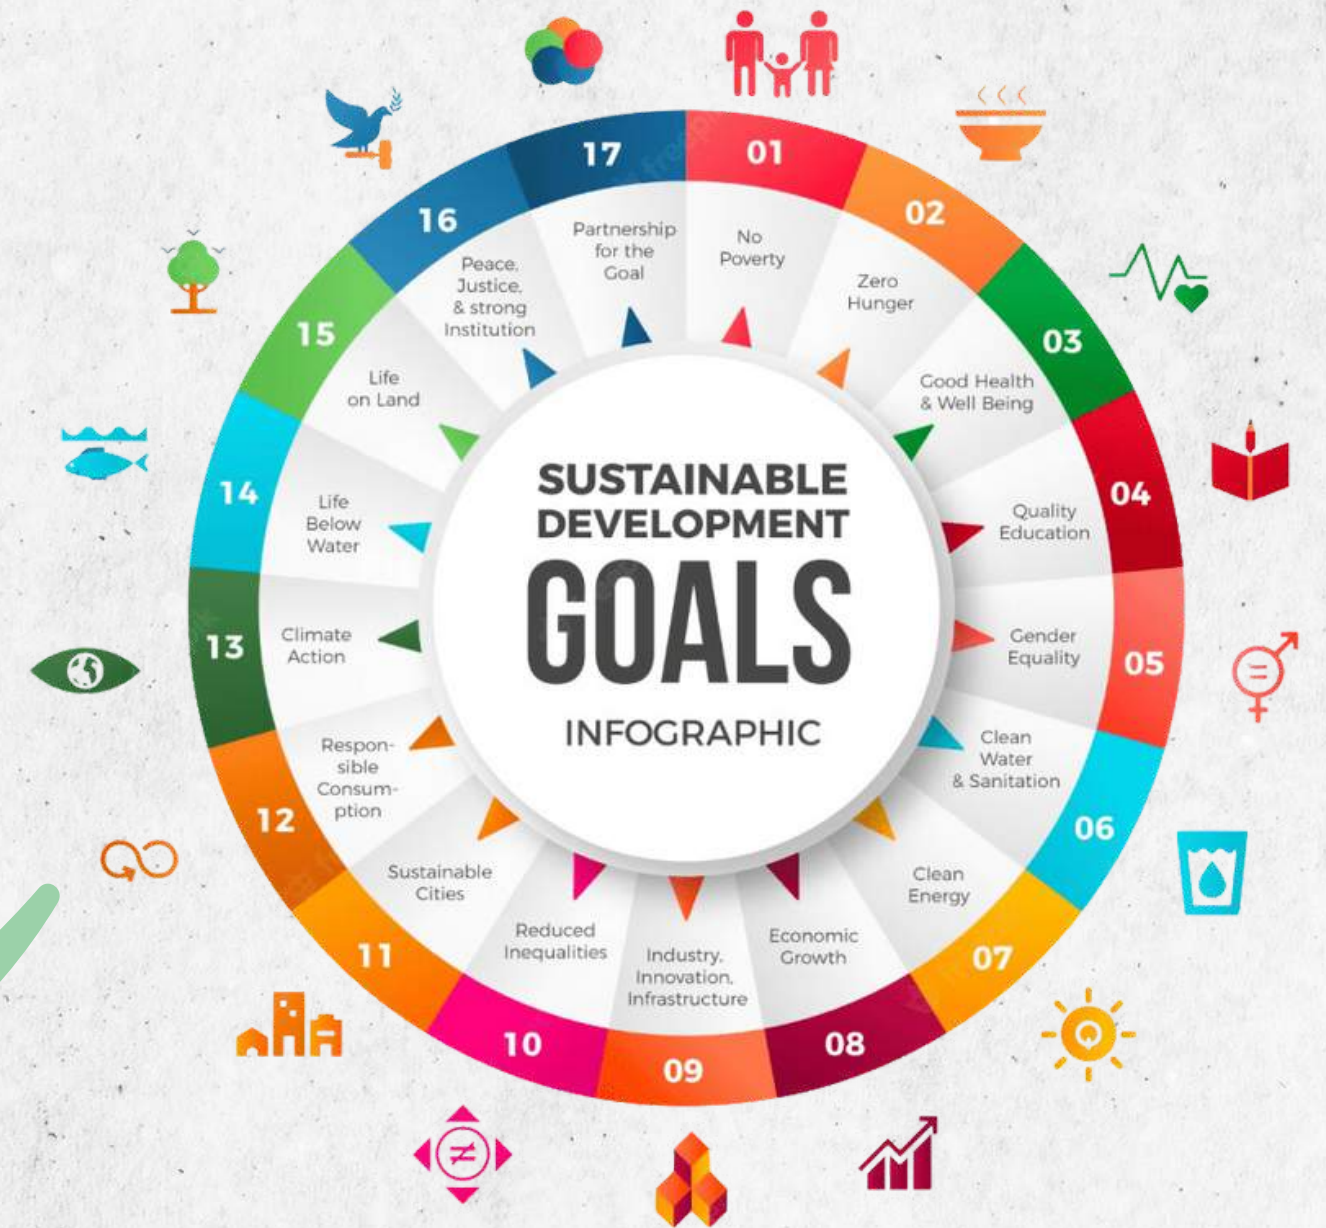 SUSTAINABLE
DEVELOPMENT
GOALS
INFOGRAPHIC
01
No
Poverty
02
Zero
Hunger
03
Good Health
& Well Being
04
Quality
Education
05
Gender
Equality
06
Clean
Water
& Sanitation
07
Clean
Energy
08
Economic
Growth
09
Industry,
Innovation,
Infrastructure
10
Reduced
Inequalities
11
Sustainable
Cities
12
Respon-
sible
Consum-
ption
13
Climate
Action
14
Life
Below
Water
15
Life
on Land
16
Peace,
Justice,
& strong
Institution
17
Partnership
for the
Goal